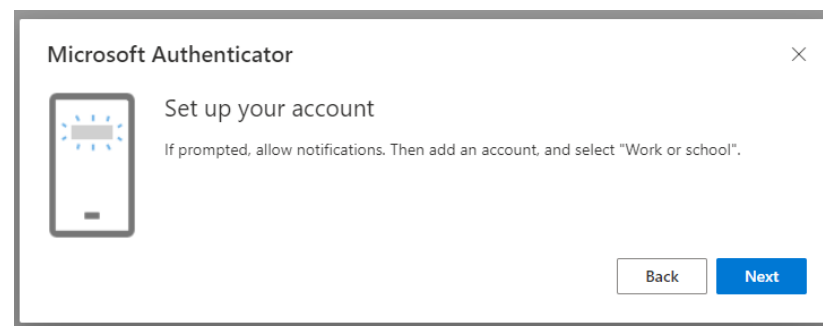 Microsoft Authenticator
Set up your account
If prompted, allow notifications. Then add an account, and select "Work or school".
Back
Next